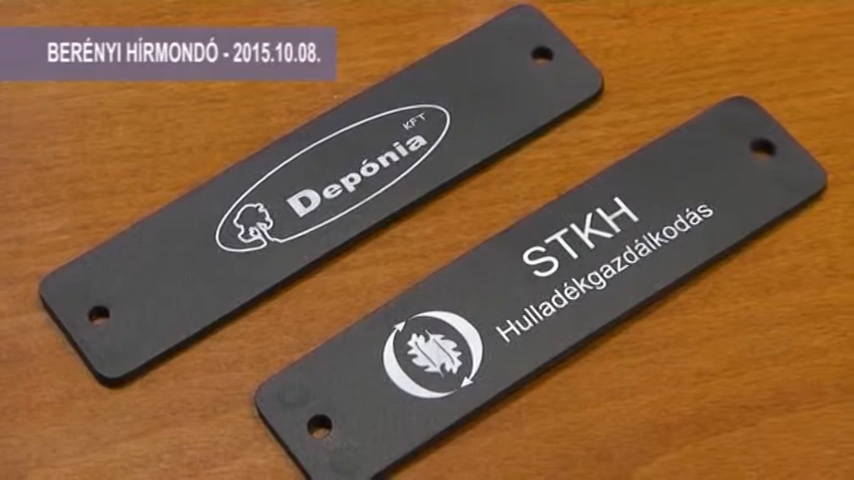 BERÉNYI HÍRMONDÓ - 2015.10.08.
Depónia KFT
STKH
Hulladékgazdálkodás